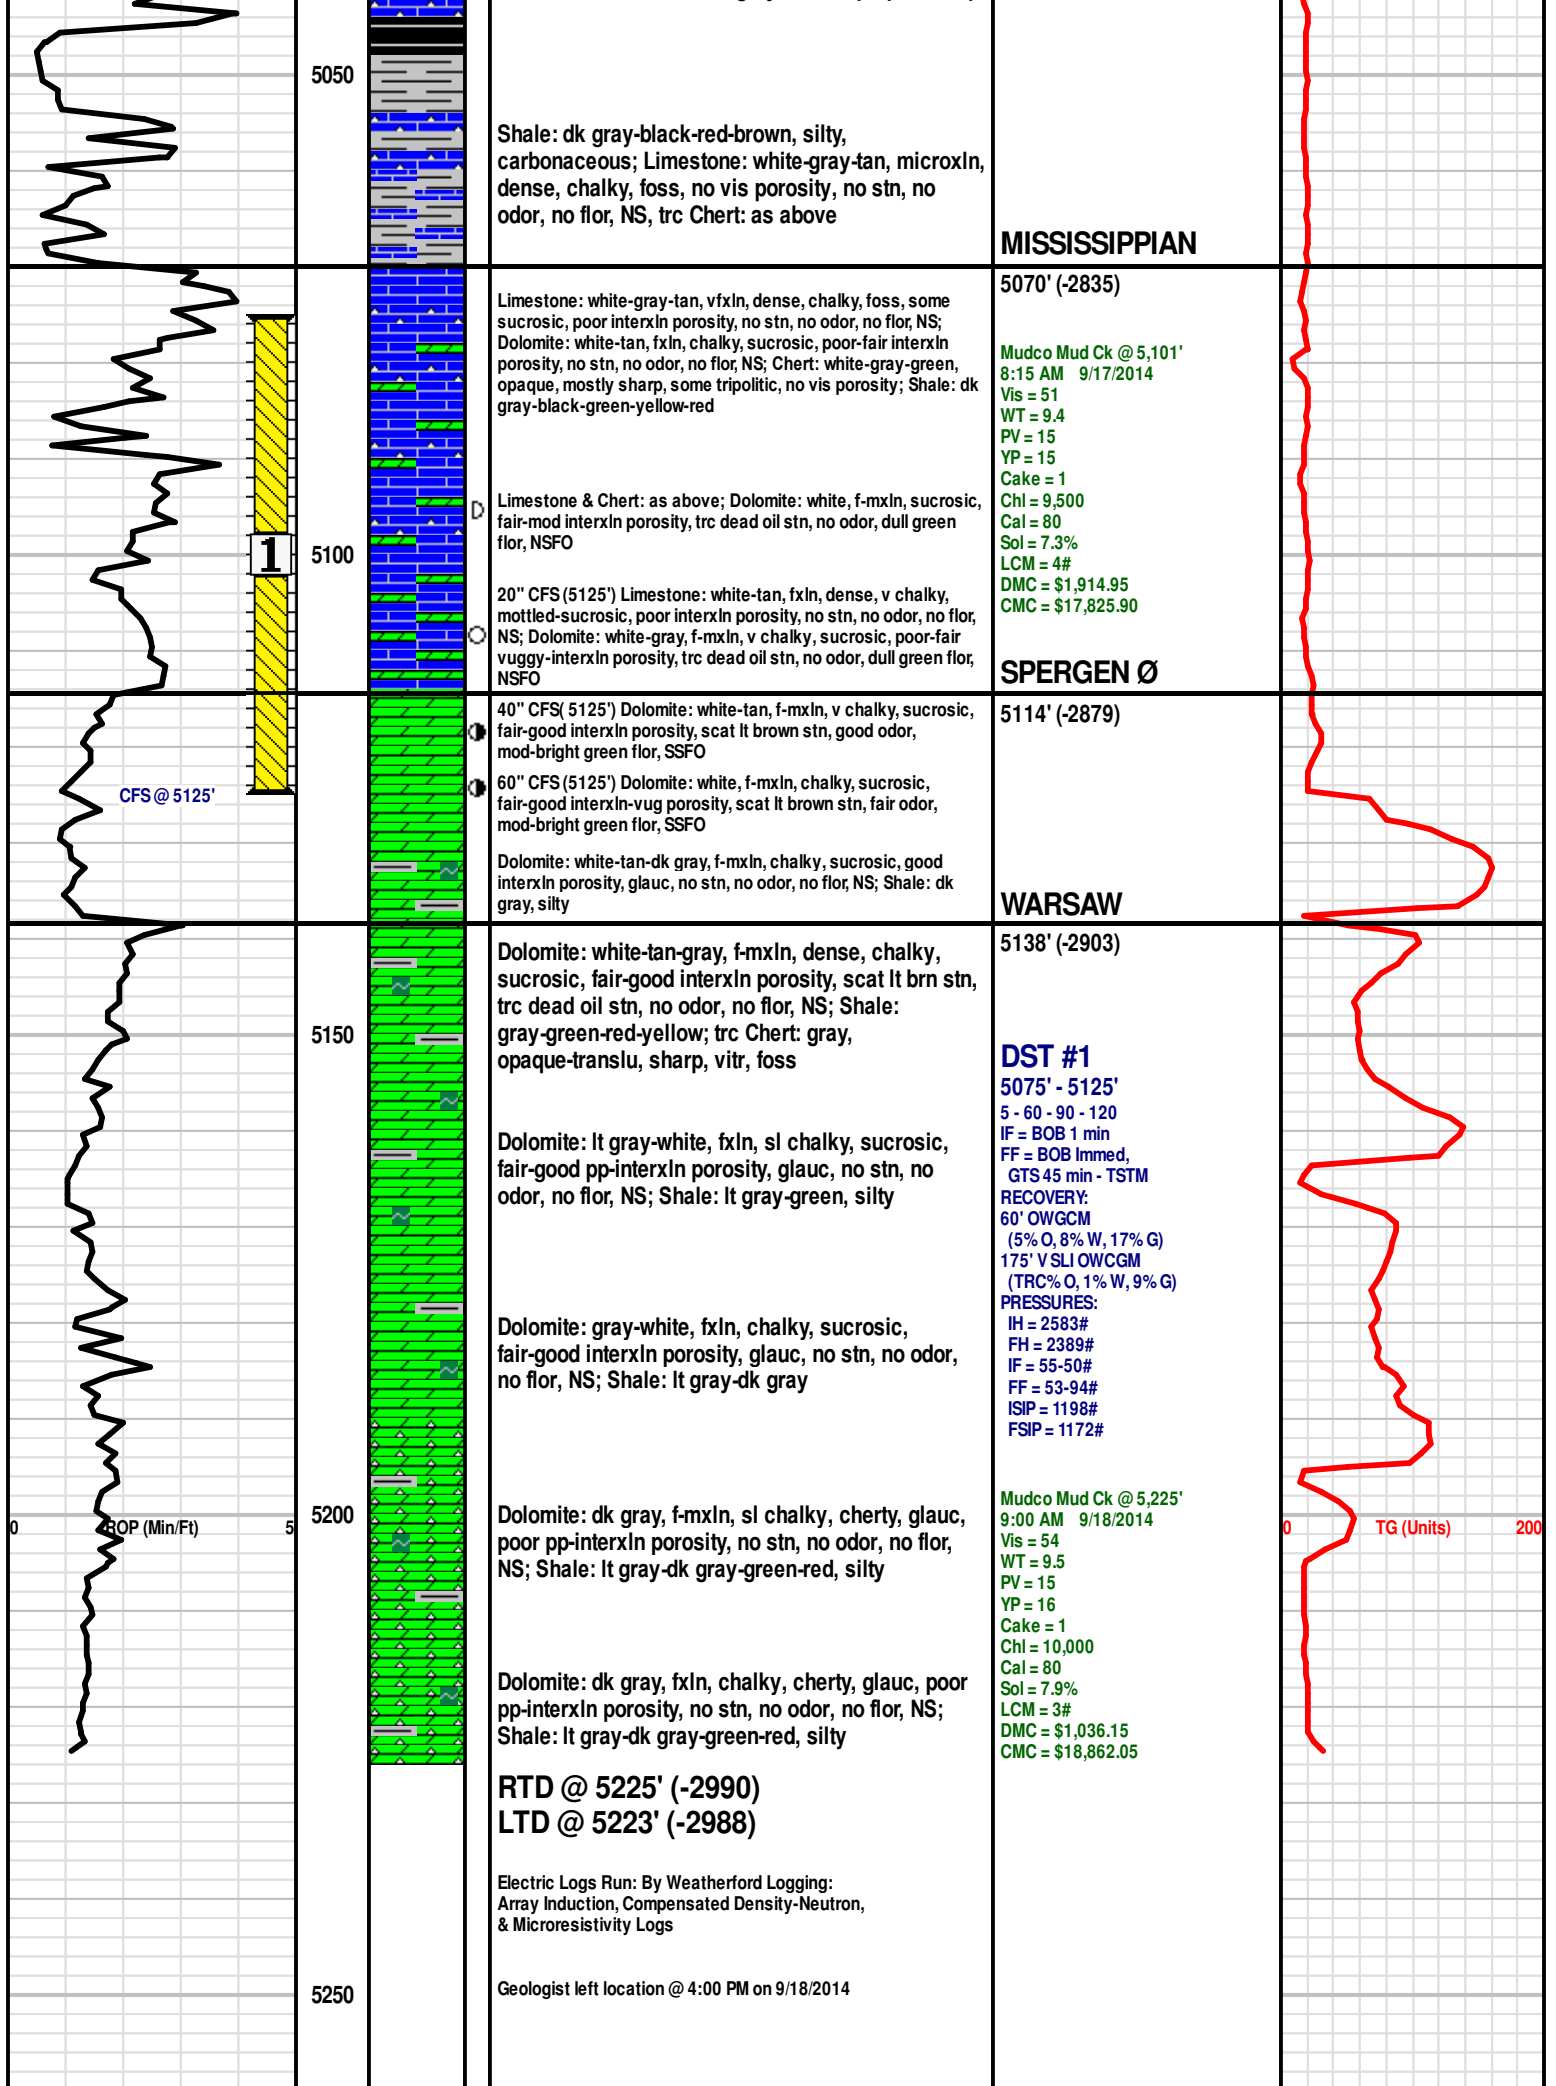 5050
Shale: dk gray-black-red-brown, silty,
carbonaceous; Limestone: white-gray-tan, microxln,
dense, chalky, foss, no vis porosity, no stn, no
odor, no flor, NS, trc Chert: as above
MISSISSIPPIAN
5070' (-2835)
Limestone: white-gray-tan, vfxln, dense, chalky, foss, some
sucrosic, poor interxln porosity, no stn, no odor, no flor, NS;
Dolomite: white-tan, fxln, chalky, sucrosic, poor-fair interxln
porosity, no stn, no odor, no flor, NS; Chert: white-gray-green,
opaque, mostly sharp, some tripolitic, no vis porosity; Shale: dk
gray-black-green-yellow-red
Mudco Mud Ck @ 5,101'
8:15 AM 9/17/2014
Vis = 51
WT = 9.4
PV = 15
YP = 15
Cake = 1
Chl = 9,500
Cal = 80
Sol = 7.3%
LCM = 4#
DMC = $1,914.95
CMC = $17,825.90
Limestone & Chert: as above; Dolomite: white, f-mxln, sucrosic,
fair-mod interxln porosity, trc dead oil stn, no odor, dull green
flor, NSFO
1
5100
20" CFS (5125') Limestone: white-tan, fxln, dense, v chalky,
mottled-sucrosic, poor interxln porosity, no stn, no odor, no flor,
NS; Dolomite: white-gray, f-mxln, v chalky, sucrosic, poor-fair
vuggy-interxln porosity, trc dead oil stn, no odor, dull green flor,
NSFO
SPERGEN Ø
5114' (-2879)
40" CFS( 5125') Dolomite: white-tan, f-mxln, v chalky, sucrosic,
fair-good interxln porosity, scat lt brown stn, good odor,
mod-bright green flor, SSFO
CFS @ 5125'
60" CFS (5125') Dolomite: white, f-mxln, chalky, sucrosic,
fair-good interxln-vug porosity, scat lt brown stn, fair odor,
mod-bright green flor, SSFO
Dolomite: white-tan-dk gray, f-mxln, chalky, sucrosic, good
interxln porosity, glauc, no stn, no odor, no flor, NS; Shale: dk
gray, silty
WARSAW
5138' (-2903)
Dolomite: white-tan-gray, f-mxln, dense, chalky,
sucrosic, fair-good interxln porosity, scat lt brn stn,
trc dead oil stn, no odor, no flor, NS; Shale:
gray-green-red-yellow; trc Chert: gray,
opaque-translu, sharp, vitr, foss
5150
DST #1
5075' - 5125'
5 - 60 - 90 - 120
IF = BOB 1 min
FF = BOB Immed,
GTS 45 min - TSTM
RECOVERY:
60' OWGCM
(5% O, 8% W, 17% G)
175' V SLI OWCGM
(TRC% O, 1% W, 9% G)
PRESSURES:
IH = 2583#
FH = 2389#
IF = 55-50#
FF = 53-94#
ISIP = 1198#
FSIP = 1172#
Dolomite: lt gray-white, fxln, sl chalky, sucrosic,
fair-good pp-interxln porosity, glauc, no stn, no
odor, no flor, NS; Shale: lt gray-green, silty
Dolomite: gray-white, fxln, chalky, sucrosic,
fair-good interxln porosity, glauc, no stn, no odor,
no flor, NS; Shale: lt gray-dk gray
Mudco Mud Ck @ 5,225'
9:00 AM 9/18/2014
Vis = 54
WT = 9.5
PV = 15
YP = 16
Cake = 1
Chl = 10,000
Cal = 80
Sol = 7.9%
LCM = 3#
DMC = $1,036.15
CMC = $18,862.05
5200
0 ROP (Min/Ft) 5
0 TG (Units) 200
Dolomite: dk gray, f-mxln, sl chalky, cherty, glauc,
poor pp-interxln porosity, no stn, no odor, no flor,
NS; Shale: lt gray-dk gray-green-red, silty
Dolomite: dk gray, fxln, chalky, cherty, glauc, poor
pp-interxln porosity, no stn, no odor, no flor, NS;
Shale: lt gray-dk gray-green-red, silty
RTD @ 5225' (-2990)
LTD @ 5223' (-2988)
Electric Logs Run: By Weatherford Logging:
Array Induction, Compensated Density-Neutron,
& Microresistivity Logs
5250
Geologist left location @ 4:00 PM on 9/18/2014